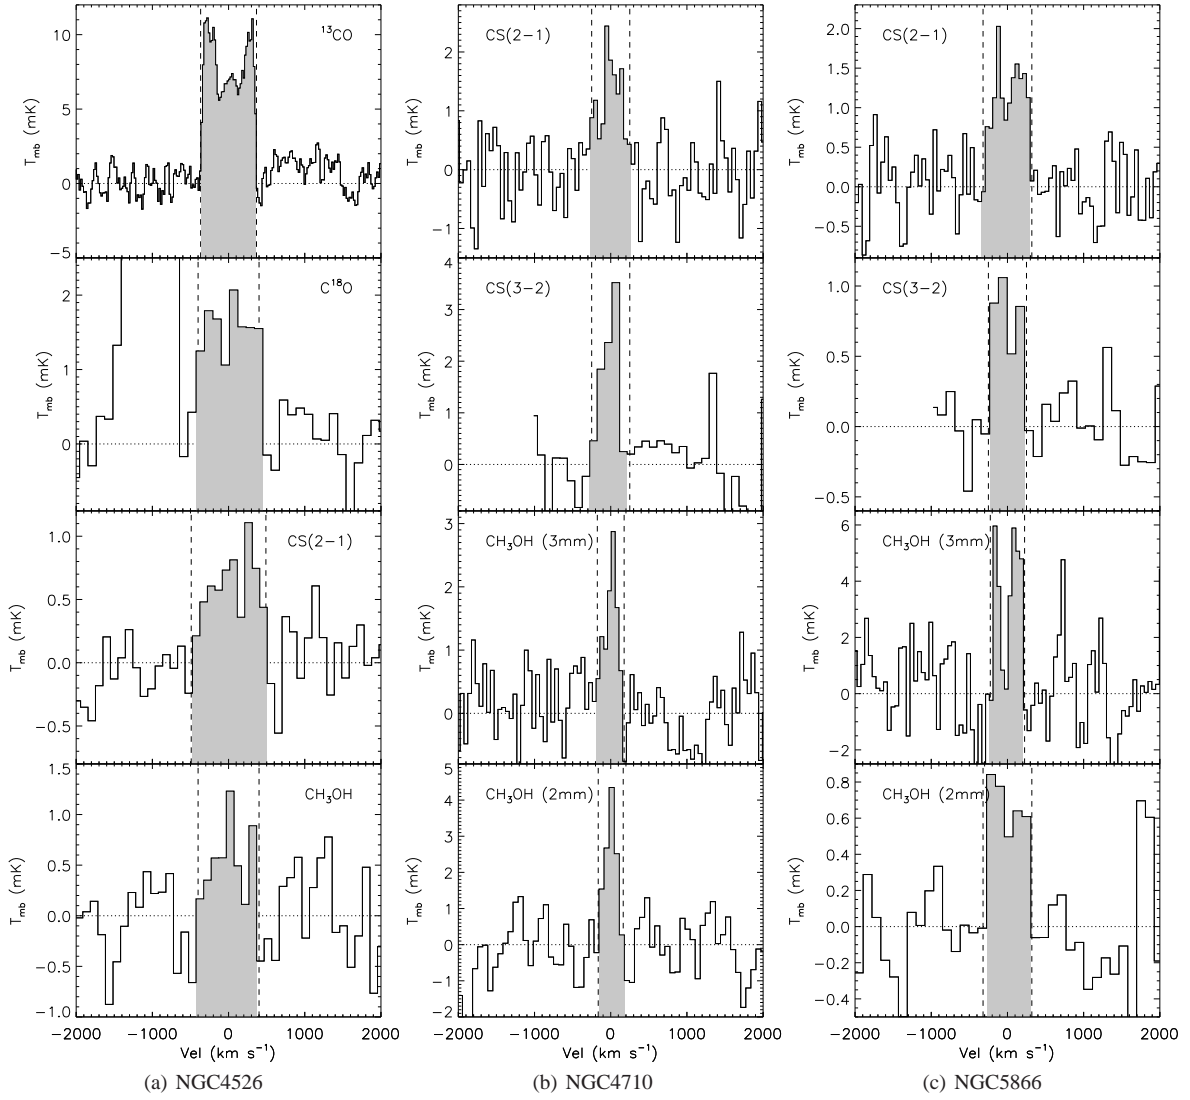 ¹³CO
T_mb (mK)
10
5
0
−5
C¹⁸O
T_mb (mK)
2
1
0
CS(2−1)
T_mb (mK)
1.0
0.5
0.0
−0.5
CH₃OH
T_mb (mK)
1.5
1.0
0.5
0.0
−0.5
−1.0
−2000 −1000 0 1000 2000
Vel (km s⁻¹)
(a) NGC4526
CS(2−1)
T_mb (mK)
2
1
0
−1
CS(3−2)
T_mb (mK)
4
3
2
1
0
CH₃OH (3mm)
T_mb (mK)
3
2
1
0
CH₃OH (2mm)
T_mb (mK)
5
4
3
2
1
0
−1
−2
−2000 −1000 0 1000 2000
Vel (km s⁻¹)
(b) NGC4710
CS(2−1)
T_mb (mK)
2.0
1.5
1.0
0.5
0.0
−0.5
CS(3−2)
T_mb (mK)
1.0
0.5
0.0
−0.5
CH₃OH (3mm)
T_mb (mK)
6
4
2
0
−2
CH₃OH (2mm)
T_mb (mK)
0.8
0.6
0.4
0.2
0.0
−0.2
−0.4
−2000 −1000 0 1000 2000
Vel (km s⁻¹)
(c) NGC5866